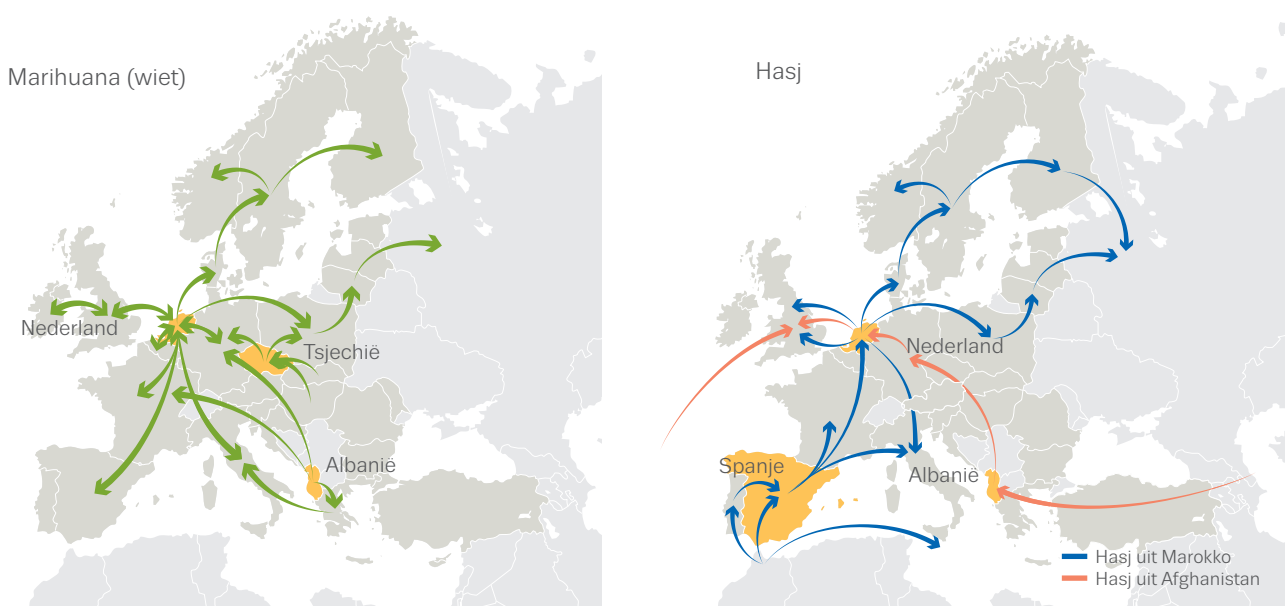 Marihuana (wiet)
Nederland
Tsjechië
Albanië
Hasj
Nederland
Spanje
Albanië
Hasj uit Marokko
Hasj uit Afghanistan